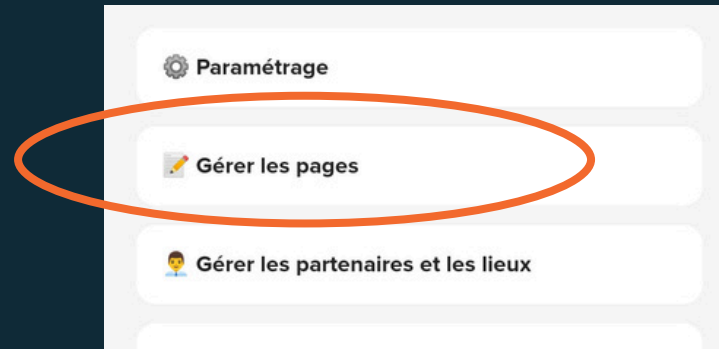 Paramétrage
Gérer les pages
Gérer les partenaires et les lieux